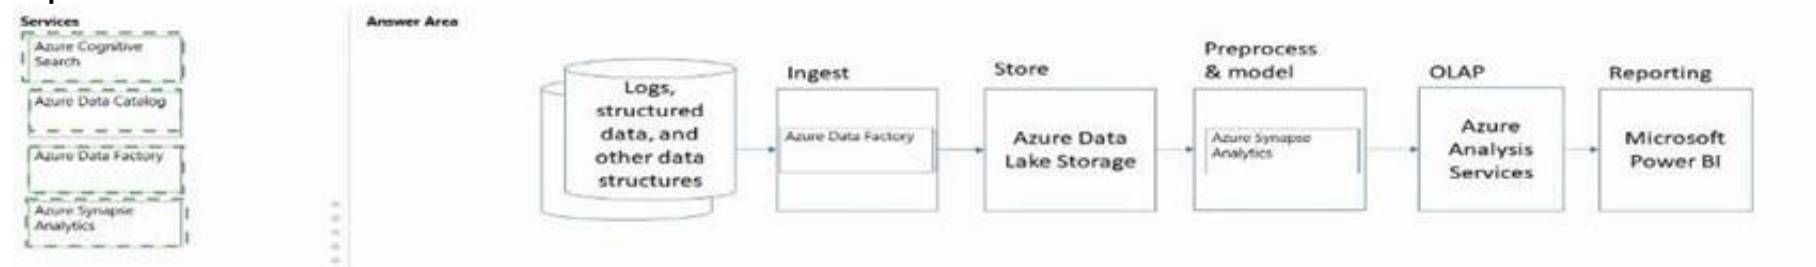 Services
Azure Cognitive
Search
Azure Data Catalog
Azure Data Factory
Azure Synapse
Analytics
Answer Area
Logs,
structured
data, and
other data
structures
Ingest
Azure Data Factory
Store
Azure Data
Lake Storage
Preprocess
& model
Azure Synapse
Analytics
OLAP
Azure
Analysis
Services
Reporting
Microsoft
Power BI